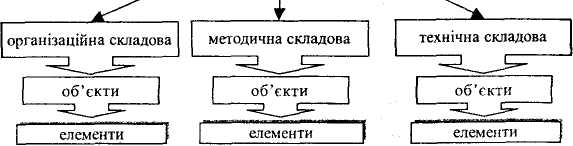 організаційна складова методична складова технічна складова
об’єкти об’єкти об’єкти
елементи елементи елементи